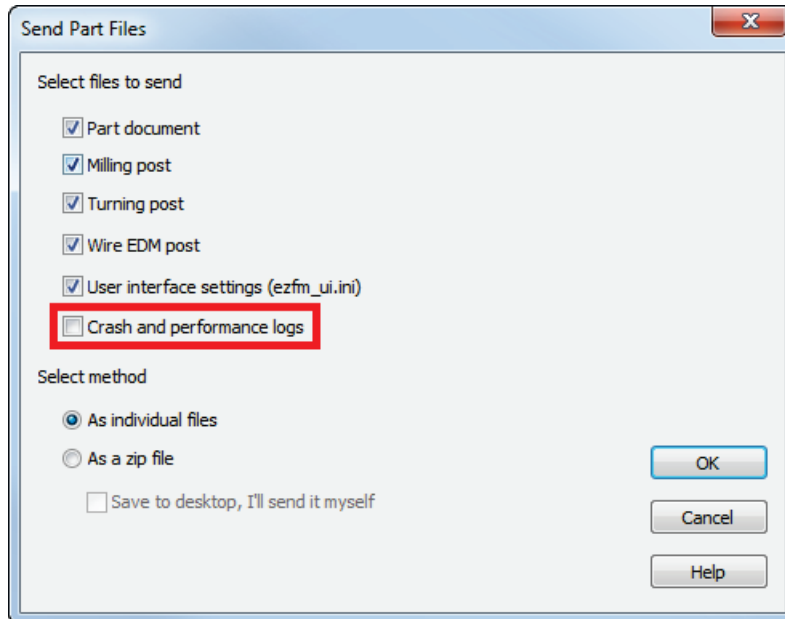 Send Part Files
Select files to send
Part document
Milling post
Turning post
Wire EDM post
User interface settings (ezfm_ui.ini)
Crash and performance logs
Select method
As individual files
As a zip file
OK
Save to desktop, I'll send it myself
Cancel
Help